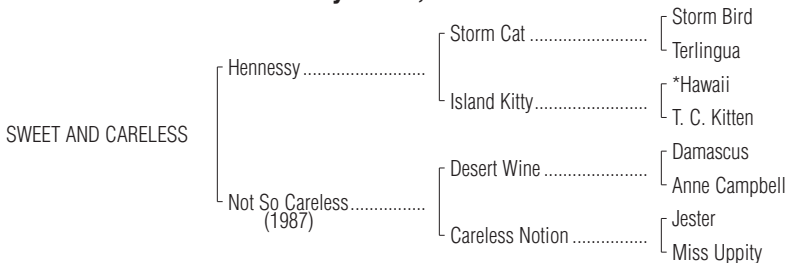 Storm Bird
Storm Cat ..........................
Terlingua
Hennessy ...........................
*Hawaii
Island Kitty.........................
T. C. Kitten
SWEET AND CARELESS
Damascus
Desert Wine .......................
Anne Campbell
Not So Careless.................
(1987)
Jester
Careless Notion .................
Miss Uppity